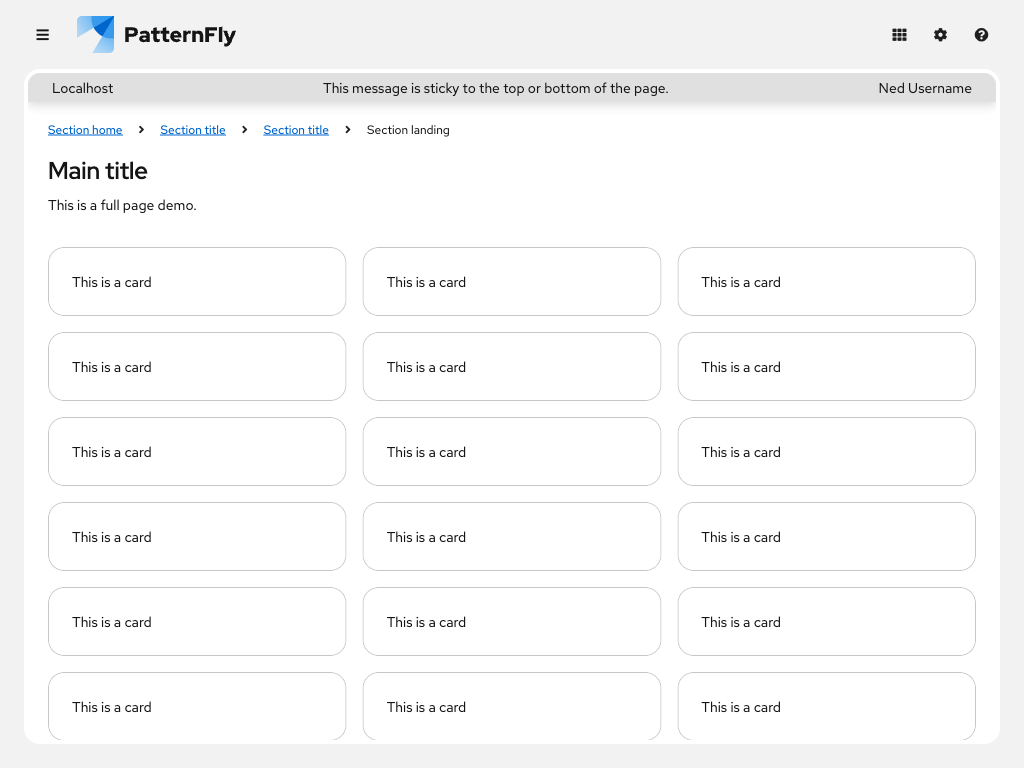 PatternFly
Localhost This message is sticky to the top or bottom of the page. Ned Username
Section home Section title Section title Section landing
Main title
This is a full page demo.
This is a card This is a card This is a card
This is a card This is a card This is a card
This is a card This is a card This is a card
This is a card This is a card This is a card
This is a card This is a card This is a card
This is a card This is a card This is a card